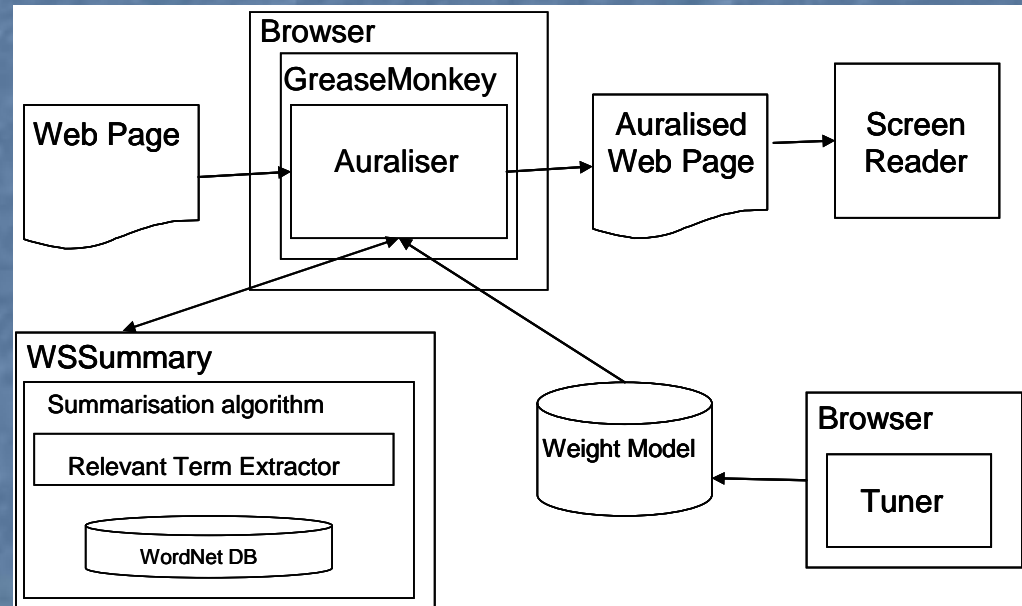 Browser
GreaseMonkey
Web Page
Auraliser
Auralised
Web Page
Screen
Reader
WSSummary
Summarisation algorithm
Relevant Term Extractor
WordNet DB
Weight Model
Browser
Tuner